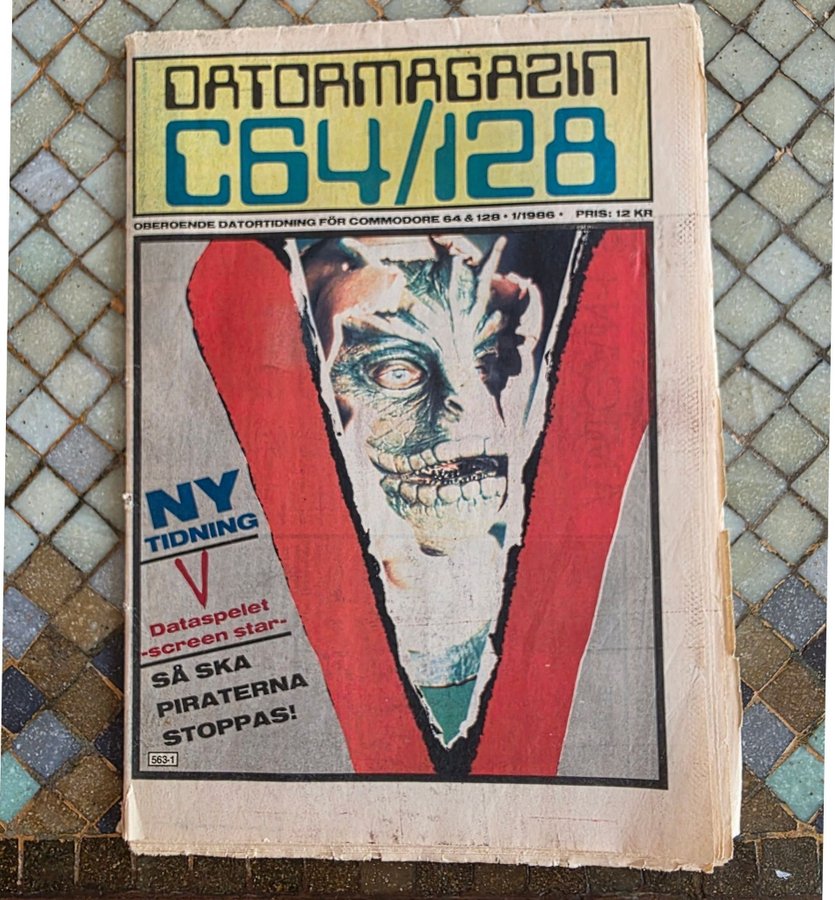 DATORMAGAZIN
C64/128
OBEROENDE DATORTIDNING FÖR COMMODORE 64 & 128 • 1/1986 • PRIS: 12 KR
NY
TIDNING
V
Dataspelet
-screen star-
SÅ SKA
PIRATERNA
STOPPAS!
563-1
V